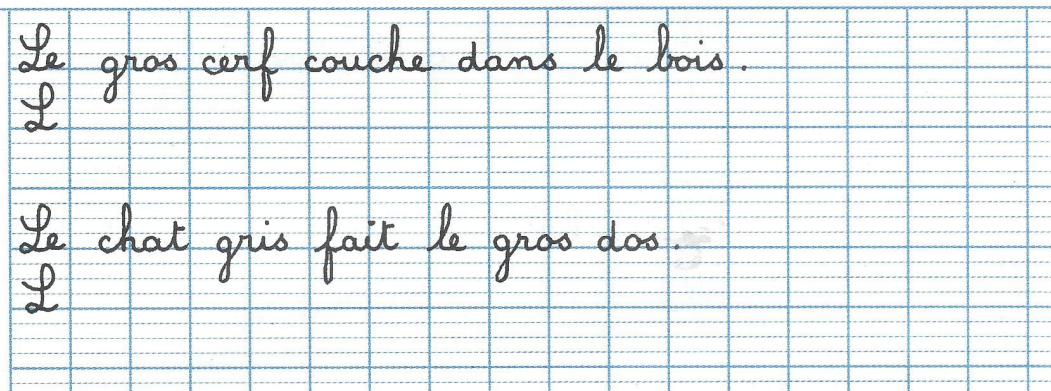 Le gros cerf couche dans le bois.
L
Le chat gris fait le gros dos.
L